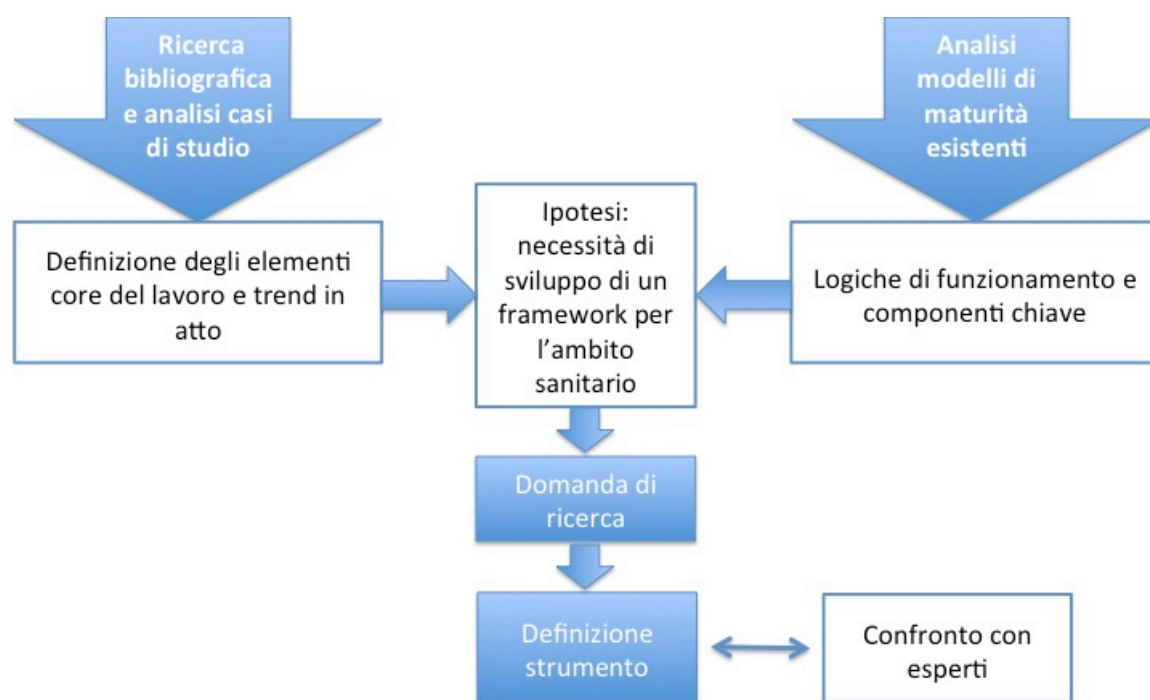 Ricerca
bibliografica
e analisi casi
di studio
Analisi
modelli di
maturità
esistenti
Definizione degli elementi
core del lavoro e trend in
atto
Ipotesi:
necessità di
sviluppo di un
framework per
l'ambito
sanitario
Logiche di funzionamento e
componenti chiave
Domanda di
ricerca
Definizione
strumento
Confronto con
esperti